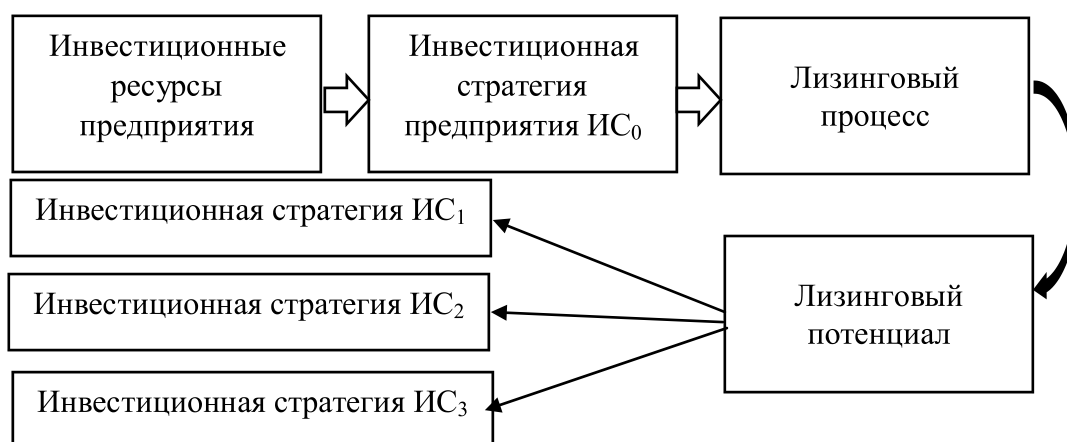 Инвестиционные
ресурсы
предприятия
Инвестиционная
стратегия
предприятия ИС₀
Лизинговый
процесс
Инвестиционная стратегия ИС₁
Инвестиционная стратегия ИС₂
Инвестиционная стратегия ИС₃
Лизинговый
потенциал